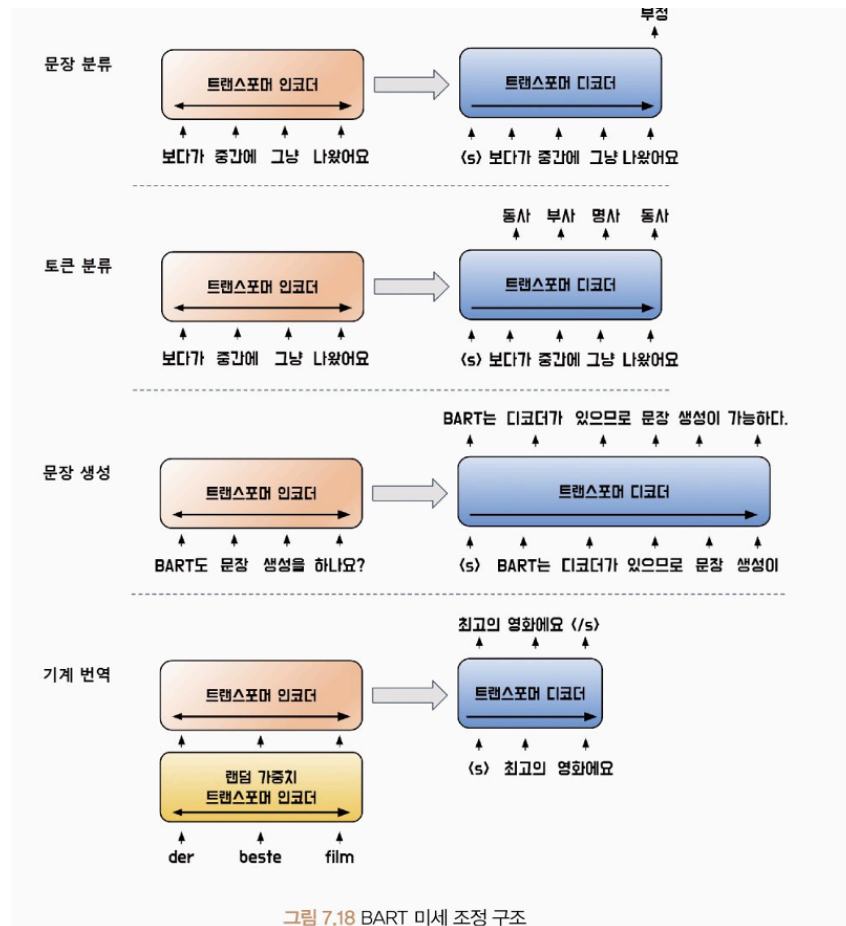 부정
문장 분류
트랜스포머 인코더
트랜스포머 디코더
보다가 중간에 그냥 나왔어요
<s> 보다가 중간에 그냥 나왔어요
동사 부사 명사 동사
토큰 분류
트랜스포머 인코더
트랜스포머 디코더
보다가 중간에 그냥 나왔어요
<s> 보다가 중간에 그냥 나왔어요
BART는 디코더가 있으므로 문장 생성이 가능하다.
문장 생성
트랜스포머 인코더
트랜스포머 디코더
BART도 문장 생성을 하나요?
<s> BART는 디코더가 있으므로 문장 생성이
최고의 영화에요 </s>
기계 번역
트랜스포머 인코더
트랜스포머 디코더
<s> 최고의 영화에요
랜덤 가중치
트랜스포머 인코더
der beste film
그림 7.18 BART 미세 조정 구조